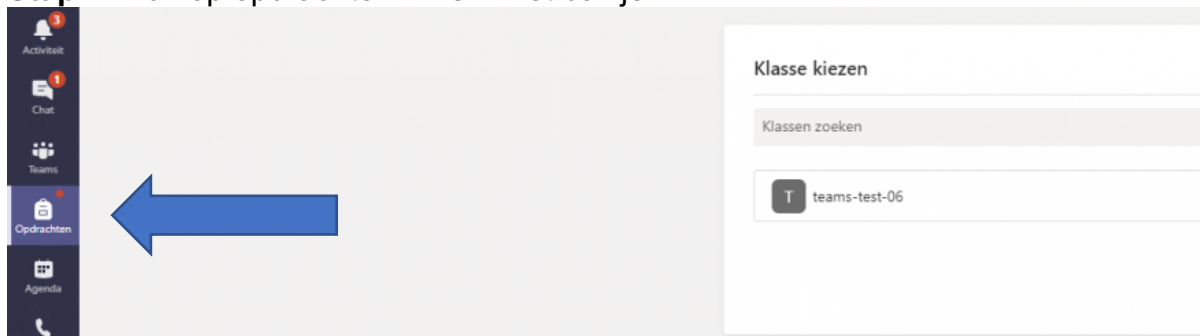 3
Activiteit
1
Chat
Teams
Opdrachten
Agenda
Klasse kiezen
Klassen zoeken
T teams-test-06